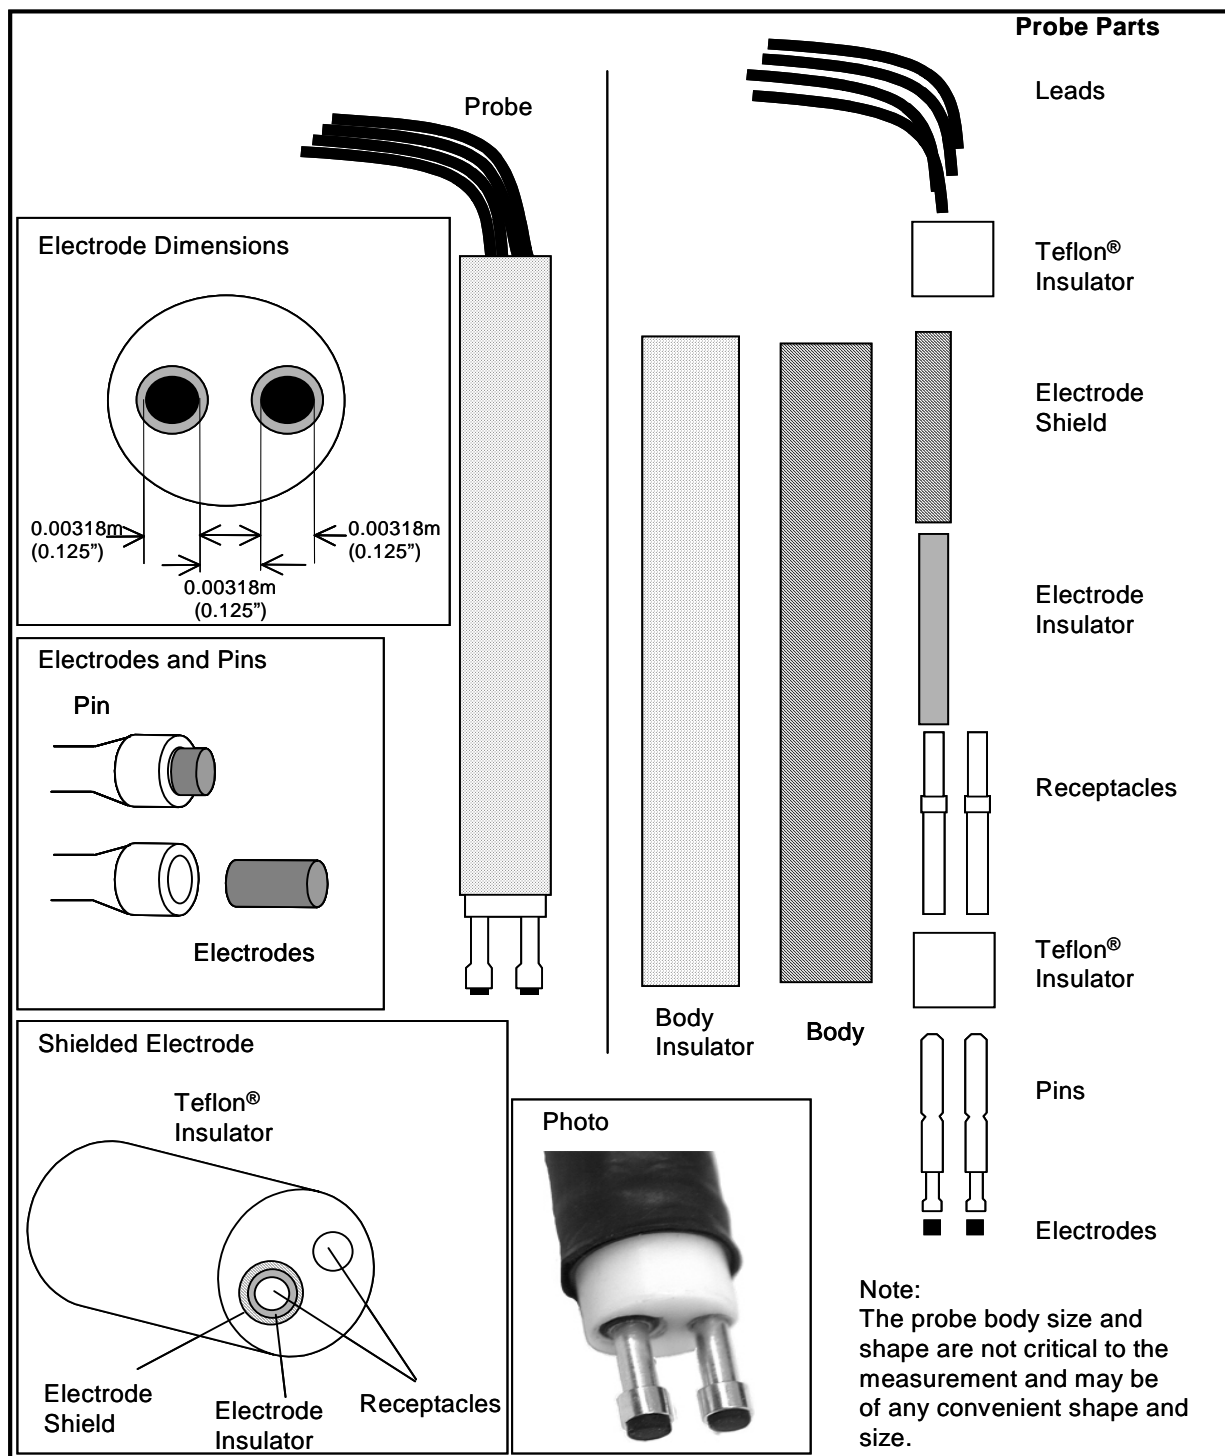 Probe Parts
Probe
Leads
Teflon®
Insulator
Electrode
Shield
Electrode
Insulator
Receptacles
Teflon®
Insulator
Pins
Electrodes
Body
Insulator
Body
Electrode Dimensions
0.00318m
(0.125”)
0.00318m
(0.125”)
0.00318m
(0.125”)
Electrodes and Pins
Pin
Electrodes
Shielded Electrode
Teflon®
Insulator
Electrode
Shield
Electrode
Insulator
Receptacles
Photo
Note:
The probe body size and
shape are not critical to the
measurement and may be
of any convenient shape and
size.